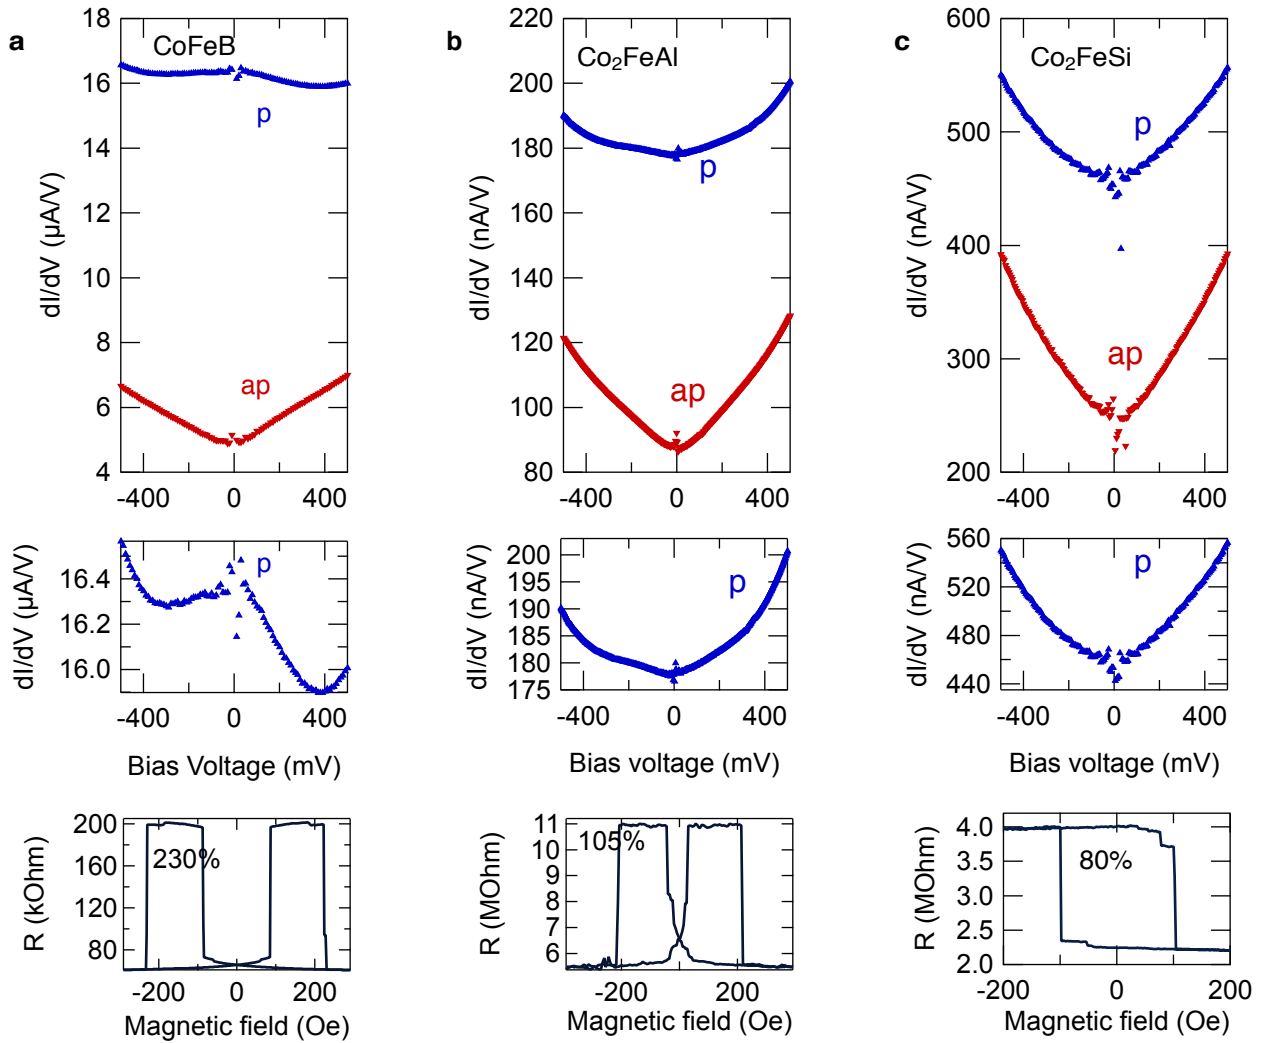 a
CoFeB
18
16
14
12
10
8
6
4
dI/dV (µA/V)
p
ap
-400 0 400
b
Co₂FeAl
220
200
180
160
140
120
100
80
dI/dV (nA/V)
p
ap
-400 0 400
c
Co₂FeSi
600
500
400
300
200
dI/dV (nA/V)
p
ap
-400 0 400
16.4
16.2
16.0
dI/dV (µA/V)
p
-400 0 400
Bias Voltage (mV)
200
195
190
185
180
175
dI/dV (nA/V)
p
-400 0 400
Bias voltage (mV)
560
520
480
440
dI/dV (nA/V)
p
-400 0 400
Bias voltage (mV)
200
160
120
80
R (kOhm)
230%
-200 0 200
Magnetic field (Oe)
11
10
9
8
7
6
R (MOhm)
105%
-200 0 200
Magnetic field (Oe)
4.0
3.5
3.0
2.5
2.0
R (MOhm)
80%
-200 0 200
Magnetic field (Oe)